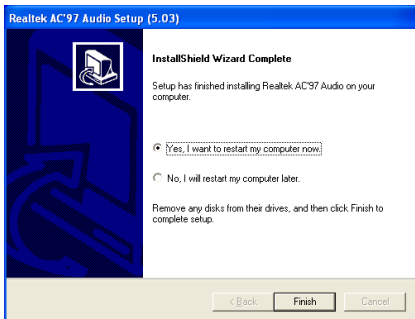 Realtek AC'97 Audio Setup (5.03)
InstallShield Wizard Complete
Setup has finished installing Realtek AC'97 Audio on your
computer.
Yes, I want to restart my computer now.
No, I will restart my computer later.
Remove any disks from their drives, and then click Finish to
complete setup.
< Back Finish Cancel